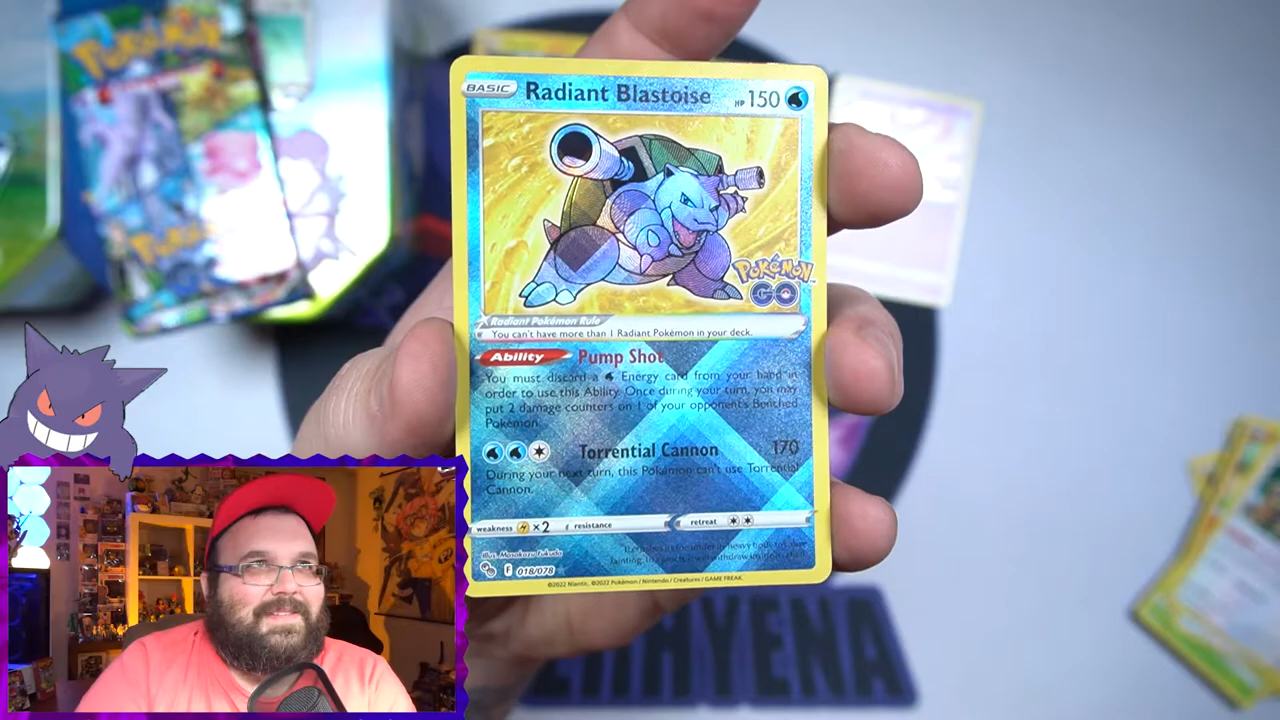 POKÉMON
POKÉMON
BASIC Radiant Blastoise HP 150
POKÉMON
GO
Radiant Pokémon Rule
You can't have more than 1 Radiant Pokémon in your deck.
Ability Pump Shot
You must discard a Energy card from your hand in
order to use this Ability. Once during your turn, you may
put 2 damage counters on 1 of your opponent's Benched
Pokémon.
Torrential Cannon 170
During your next turn, this Pokémon can't use Torrential
Cannon.
weakness ×2 resistance retreat
Illus. Masakazu Fukuda
F 018/078
©2022 Niantic, ©2022 Pokémon / Nintendo / Creatures / GAME FREAK.
HYENA